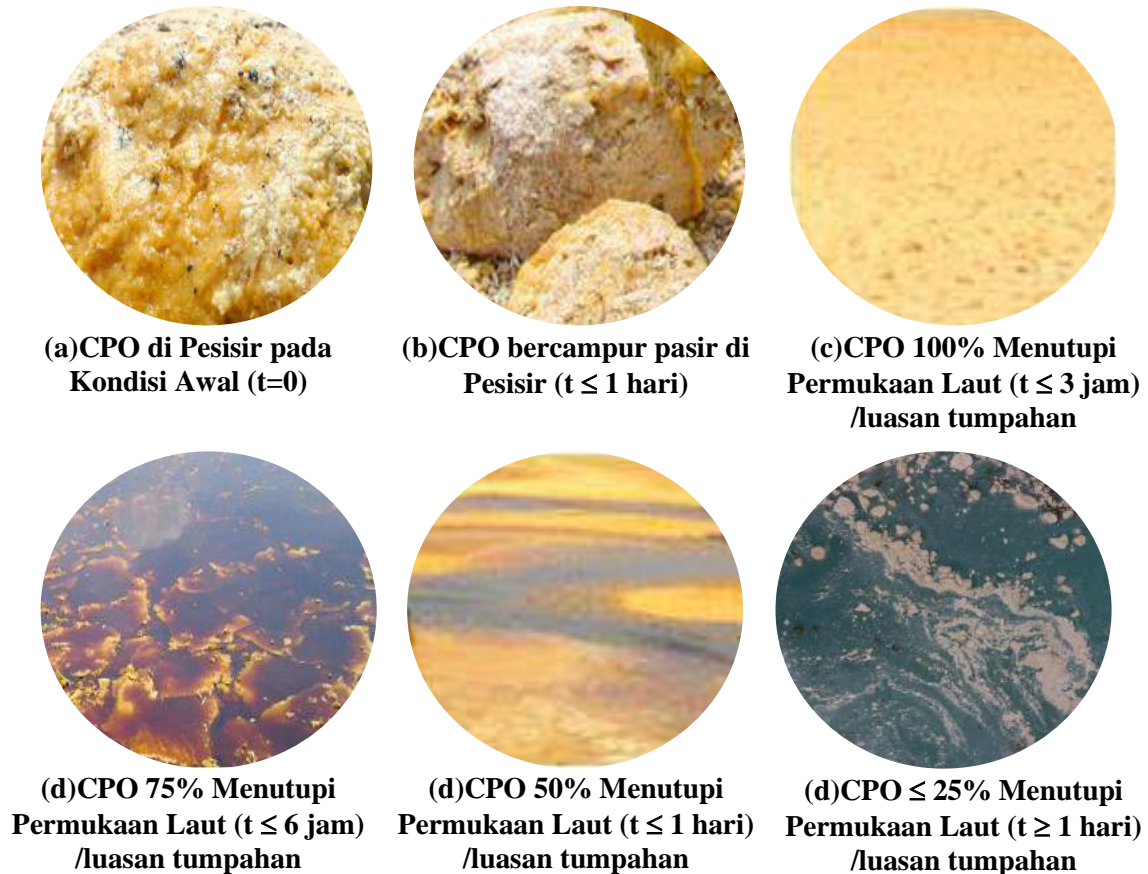 (a)CPO di Pesisir pada
Kondisi Awal (t=0)
(b)CPO bercampur pasir di
Pesisir (t ≤ 1 hari)
(c)CPO 100% Menutupi
Permukaan Laut (t ≤ 3 jam)
/luasan tumpahan
(d)CPO 75% Menutupi
Permukaan Laut (t ≤ 6 jam)
/luasan tumpahan
(d)CPO 50% Menutupi
Permukaan Laut (t ≤ 1 hari)
/luasan tumpahan
(d)CPO ≤ 25% Menutupi
Permukaan Laut (t ≥ 1 hari)
/luasan tumpahan